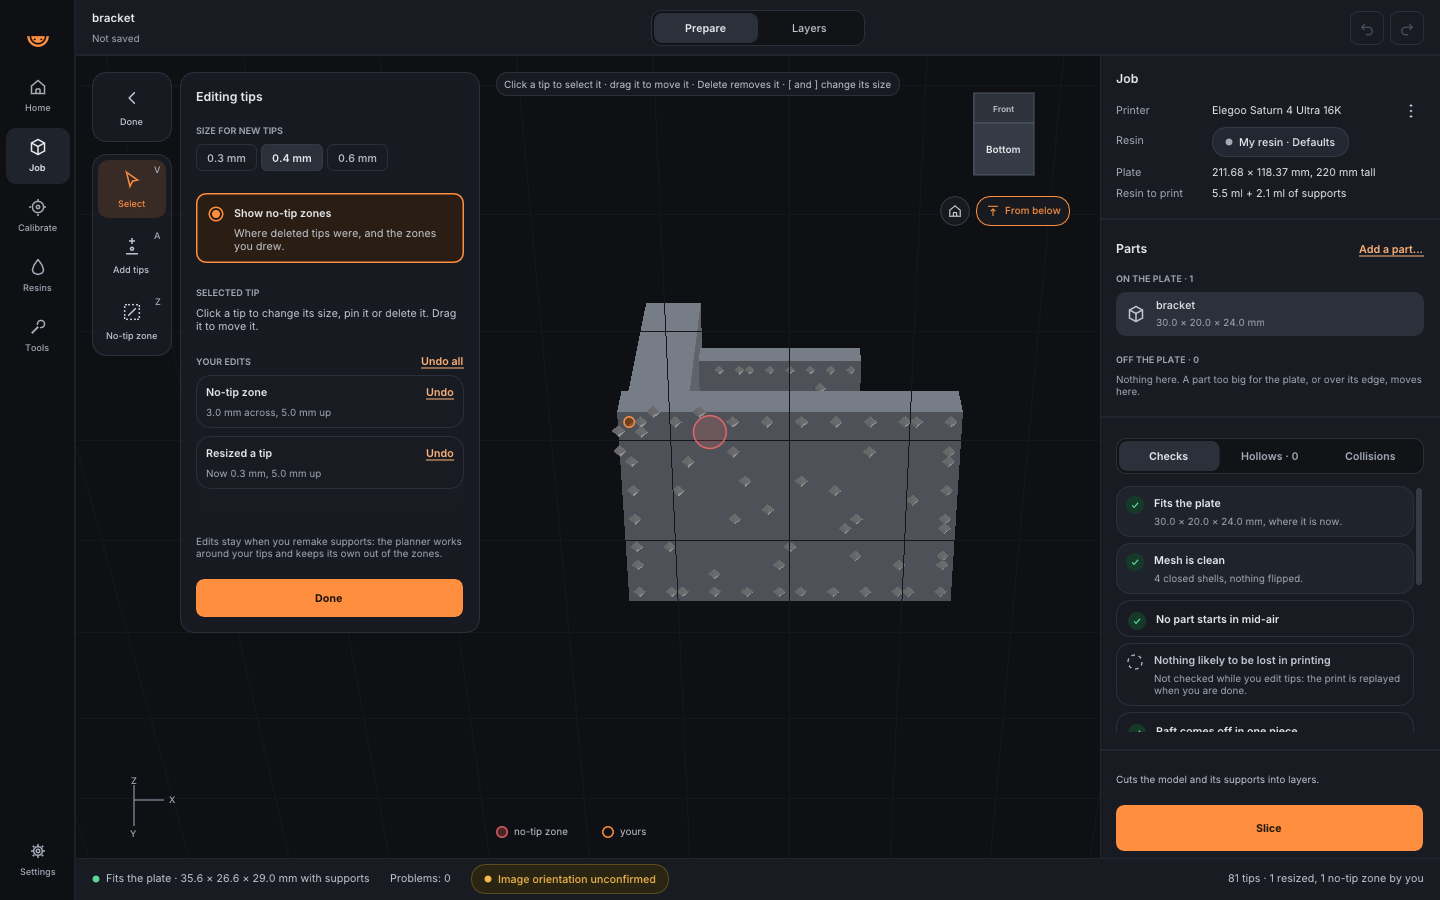 bracket
Not saved
Prepare
Layers
Home
Job
Calibrate
Resins
Tools
Settings
Done
V
Select
A
Add tips
Z
No-tip zone
Editing tips
SIZE FOR NEW TIPS
0.3 mm
0.4 mm
0.6 mm
Show no-tip zones
Where deleted tips were, and the zones
you drew.
SELECTED TIP
Click a tip to change its size, pin it or delete it. Drag
it to move it.
YOUR EDITS
Undo all
No-tip zone
Undo
3.0 mm across, 5.0 mm up
Resized a tip
Undo
Now 0.3 mm, 5.0 mm up
Edits stay when you remake supports: the planner works
around your tips and keeps its own out of the zones.
Done
Click a tip to select it · drag it to move it · Delete removes it · [ and ] change its size
Front
Bottom
From below
Z
X
Y
no-tip zone
yours
Job
Printer
Elegoo Saturn 4 Ultra 16K
Resin
My resin · Defaults
Plate
211.68 × 118.37 mm, 220 mm tall
Resin to print
5.5 ml + 2.1 ml of supports
Parts
Add a part...
ON THE PLATE · 1
bracket
30.0 × 20.0 × 24.0 mm
OFF THE PLATE · 0
Nothing here. A part too big for the plate, or over its edge, moves
here.
Checks
Hollows · 0
Collisions
Fits the plate
30.0 × 20.0 × 24.0 mm, where it is now.
Mesh is clean
4 closed shells, nothing flipped.
No part starts in mid-air
Nothing likely to be lost in printing
Not checked while you edit tips: the print is replayed
when you are done.
Raft comes off in one piece
Cuts the model and its supports into layers.
Slice
Fits the plate · 35.6 × 26.6 × 29.0 mm with supports
Problems: 0
Image orientation unconfirmed
81 tips · 1 resized, 1 no-tip zone by you